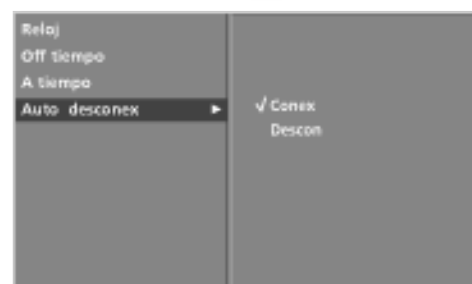 Reloj
Off tiempo
A tiempo
Auto desconex ►
√ Conex
Descon